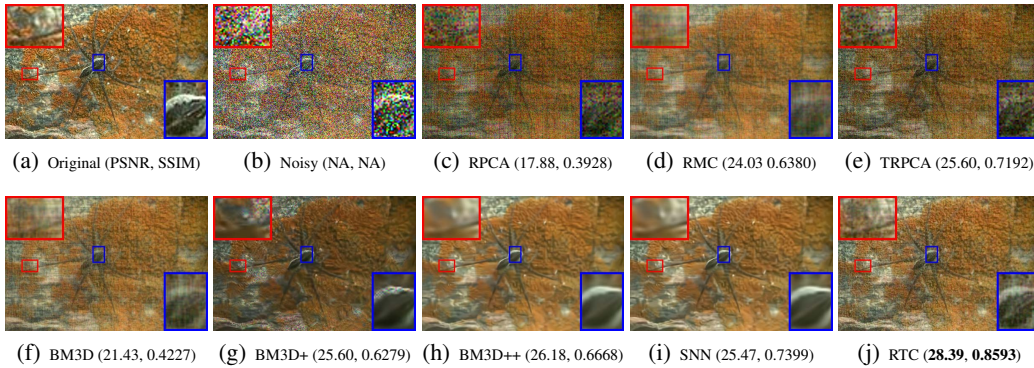 (a) Original (PSNR, SSIM)
(b) Noisy (NA, NA)
(c) RPCA (17.88, 0.3928)
(d) RMC (24.03 0.6380)
(e) TRPCA (25.60, 0.7192)
(f) BM3D (21.43, 0.4227)
(g) BM3D+ (25.60, 0.6279)
(h) BM3D++ (26.18, 0.6668)
(i) SNN (25.47, 0.7399)
(j) RTC (28.39, 0.8593)